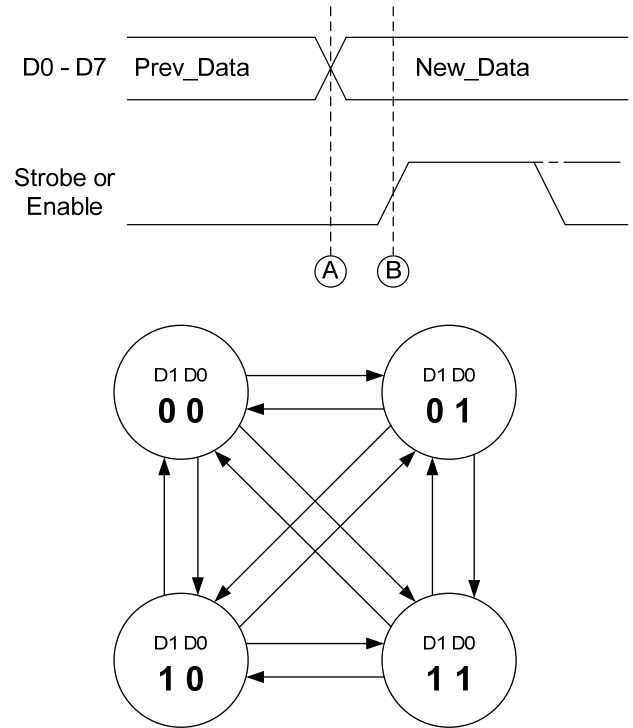 D0 - D7 Prev_Data New_Data
Strobe or
Enable
A B
D1 D0 D1 D0
0 0 0 1
D1 D0 D1 D0
1 0 1 1